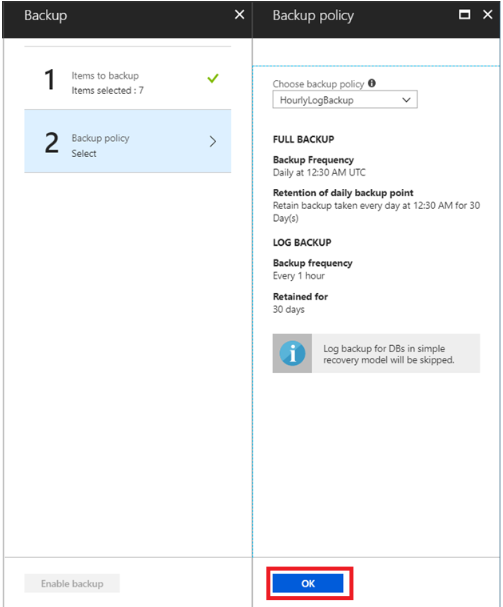 Backup
1
Items to backup
Items selected : 7
2
Backup policy
Select
Enable backup
Backup policy
Choose backup policy
HourlyLogBackup
FULL BACKUP
Backup Frequency
Daily at 12:30 AM UTC
Retention of daily backup point
Retain backup taken every day at 12:30 AM for 30
Day(s)
LOG BACKUP
Backup frequency
Every 1 hour
Retained for
30 days
Log backup for DBs in simple
recovery model will be skipped.
OK